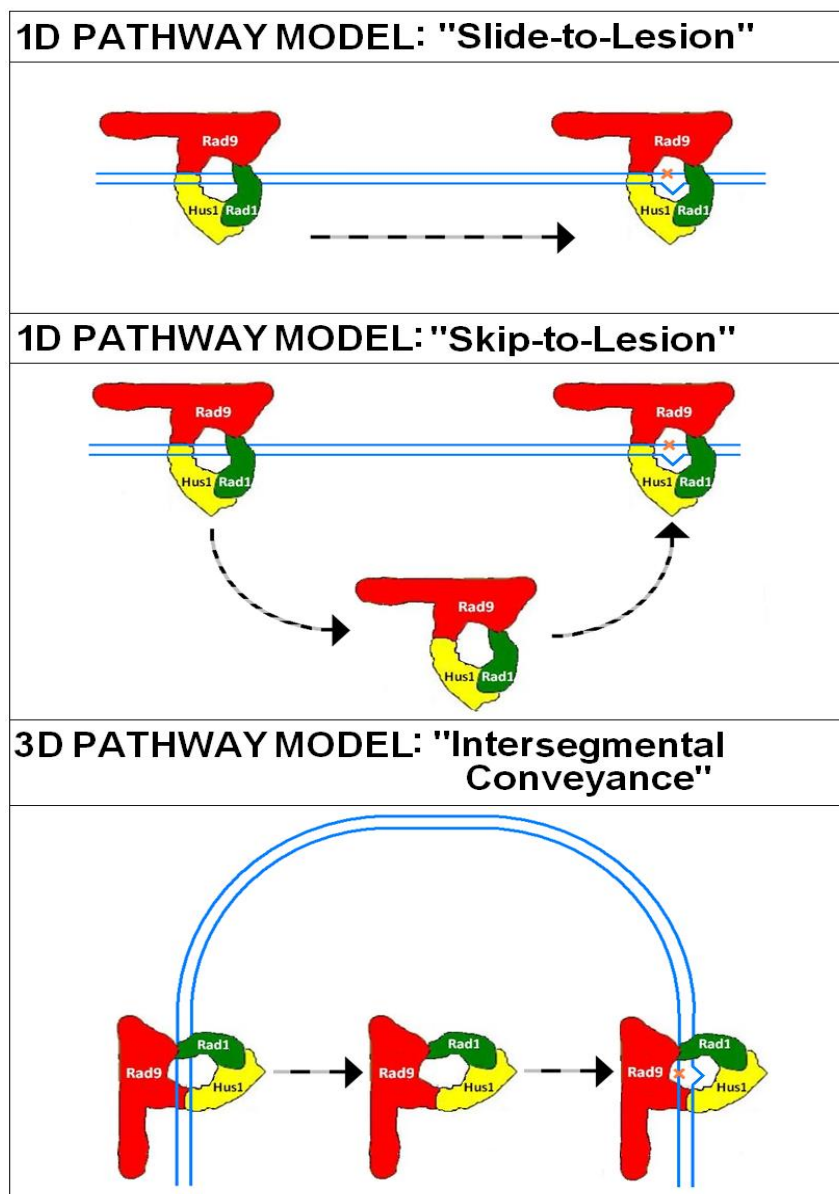 1D PATHWAY MODEL: "Slide-to-Lesion"
Rad9
Hus1
Rad1
Rad9
Hus1
Rad1
1D PATHWAY MODEL: "Skip-to-Lesion"
Rad9
Hus1
Rad1
Rad9
Hus1
Rad1
Rad9
Hus1
Rad1
3D PATHWAY MODEL: "Intersegmental
Conveyance"
Rad1
Rad9
Hus1
Rad1
Rad9
Hus1
Rad1
Rad9
Hus1